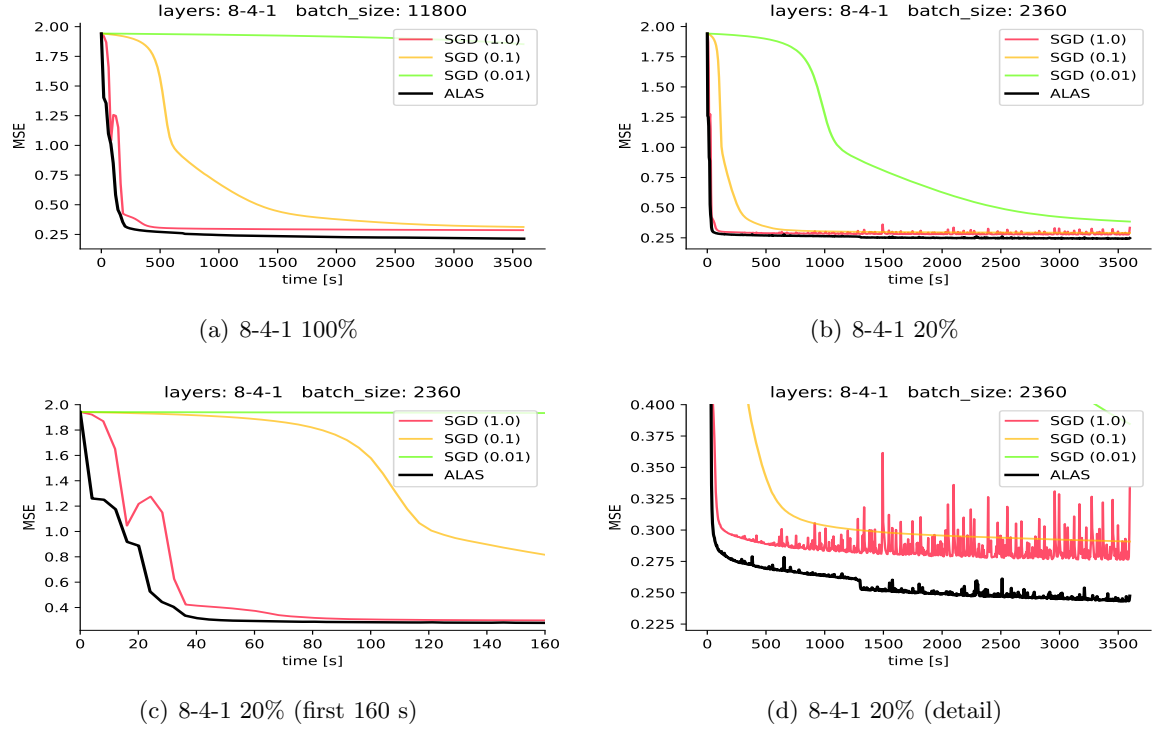 layers: 8-4-1 batch_size: 11800
2.00
1.75
1.50
1.25
1.00
0.75
0.50
0.25
MSE
SGD (1.0)
SGD (0.1)
SGD (0.01)
ALAS
0 500 1000 1500 2000 2500 3000 3500
time [s]
(a) 8-4-1 100%
layers: 8-4-1 batch_size: 2360
2.00
1.75
1.50
1.25
1.00
0.75
0.50
0.25
MSE
SGD (1.0)
SGD (0.1)
SGD (0.01)
ALAS
0 500 1000 1500 2000 2500 3000 3500
time [s]
(b) 8-4-1 20%
layers: 8-4-1 batch_size: 2360
2.0
1.8
1.6
1.4
1.2
1.0
0.8
0.6
0.4
MSE
SGD (1.0)
SGD (0.1)
SGD (0.01)
ALAS
0 20 40 60 80 100 120 140 160
time [s]
(c) 8-4-1 20% (first 160 s)
layers: 8-4-1 batch_size: 2360
0.400
0.375
0.350
0.325
0.300
0.275
0.250
0.225
MSE
SGD (1.0)
SGD (0.1)
SGD (0.01)
ALAS
0 500 1000 1500 2000 2500 3000 3500
time [s]
(d) 8-4-1 20% (detail)